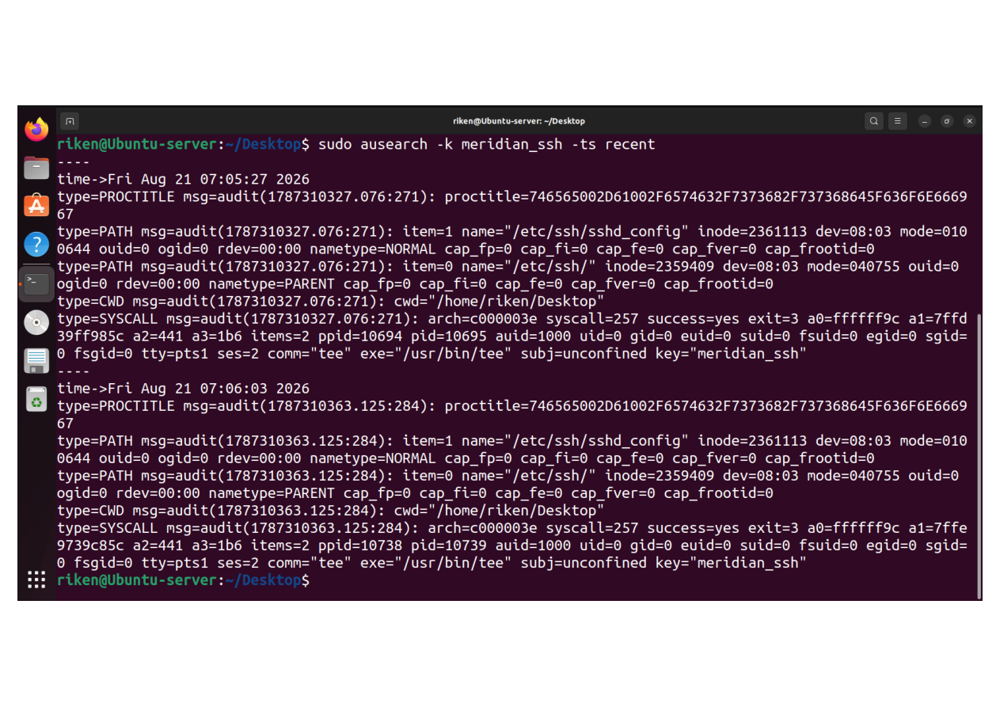 riken@Ubuntu-server: ~/Desktop
riken@Ubuntu-server:~/Desktop$ sudo ausearch -k meridian_ssh -ts recent
----
time->Fri Aug 21 07:05:27 2026
type=PROCTITLE msg=audit(1787310327.076:271): proctitle=746565002D61002F6574632F7373682F737368645F636F6E6669
67
type=PATH msg=audit(1787310327.076:271): item=1 name="/etc/ssh/sshd_config" inode=2361113 dev=08:03 mode=010
0644 ouid=0 ogid=0 rdev=00:00 nametype=NORMAL cap_fp=0 cap_fi=0 cap_fe=0 cap_fver=0 cap_frootid=0
type=PATH msg=audit(1787310327.076:271): item=0 name="/etc/ssh/" inode=2359409 dev=08:03 mode=040755 ouid=0
ogid=0 rdev=00:00 nametype=PARENT cap_fp=0 cap_fi=0 cap_fe=0 cap_fver=0 cap_frootid=0
type=CWD msg=audit(1787310327.076:271): cwd="/home/riken/Desktop"
type=SYSCALL msg=audit(1787310327.076:271): arch=c000003e syscall=257 success=yes exit=3 a0=ffffff9c a1=7ffd
39ff985c a2=441 a3=1b6 items=2 ppid=10694 pid=10695 auid=1000 uid=0 gid=0 euid=0 suid=0 fsuid=0 egid=0 sgid=
0 fsgid=0 tty=pts1 ses=2 comm="tee" exe="/usr/bin/tee" subj=unconfined key="meridian_ssh"
----
time->Fri Aug 21 07:06:03 2026
type=PROCTITLE msg=audit(1787310363.125:284): proctitle=746565002D61002F6574632F7373682F737368645F636F6E6669
67
type=PATH msg=audit(1787310363.125:284): item=1 name="/etc/ssh/sshd_config" inode=2361113 dev=08:03 mode=010
0644 ouid=0 ogid=0 rdev=00:00 nametype=NORMAL cap_fp=0 cap_fi=0 cap_fe=0 cap_fver=0 cap_frootid=0
type=PATH msg=audit(1787310363.125:284): item=0 name="/etc/ssh/" inode=2359409 dev=08:03 mode=040755 ouid=0
ogid=0 rdev=00:00 nametype=PARENT cap_fp=0 cap_fi=0 cap_fe=0 cap_fver=0 cap_frootid=0
type=CWD msg=audit(1787310363.125:284): cwd="/home/riken/Desktop"
type=SYSCALL msg=audit(1787310363.125:284): arch=c000003e syscall=257 success=yes exit=3 a0=ffffff9c a1=7ffe
9739c85c a2=441 a3=1b6 items=2 ppid=10738 pid=10739 auid=1000 uid=0 gid=0 euid=0 suid=0 fsuid=0 egid=0 sgid=
0 fsgid=0 tty=pts1 ses=2 comm="tee" exe="/usr/bin/tee" subj=unconfined key="meridian_ssh"
riken@Ubuntu-server:~/Desktop$